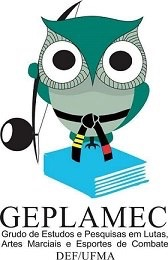 GEPLAMEC
Grudo de Estudos e Pesquisas em Lutas,
Artes Marciais e Esportes de Combate
DEF/UFMA